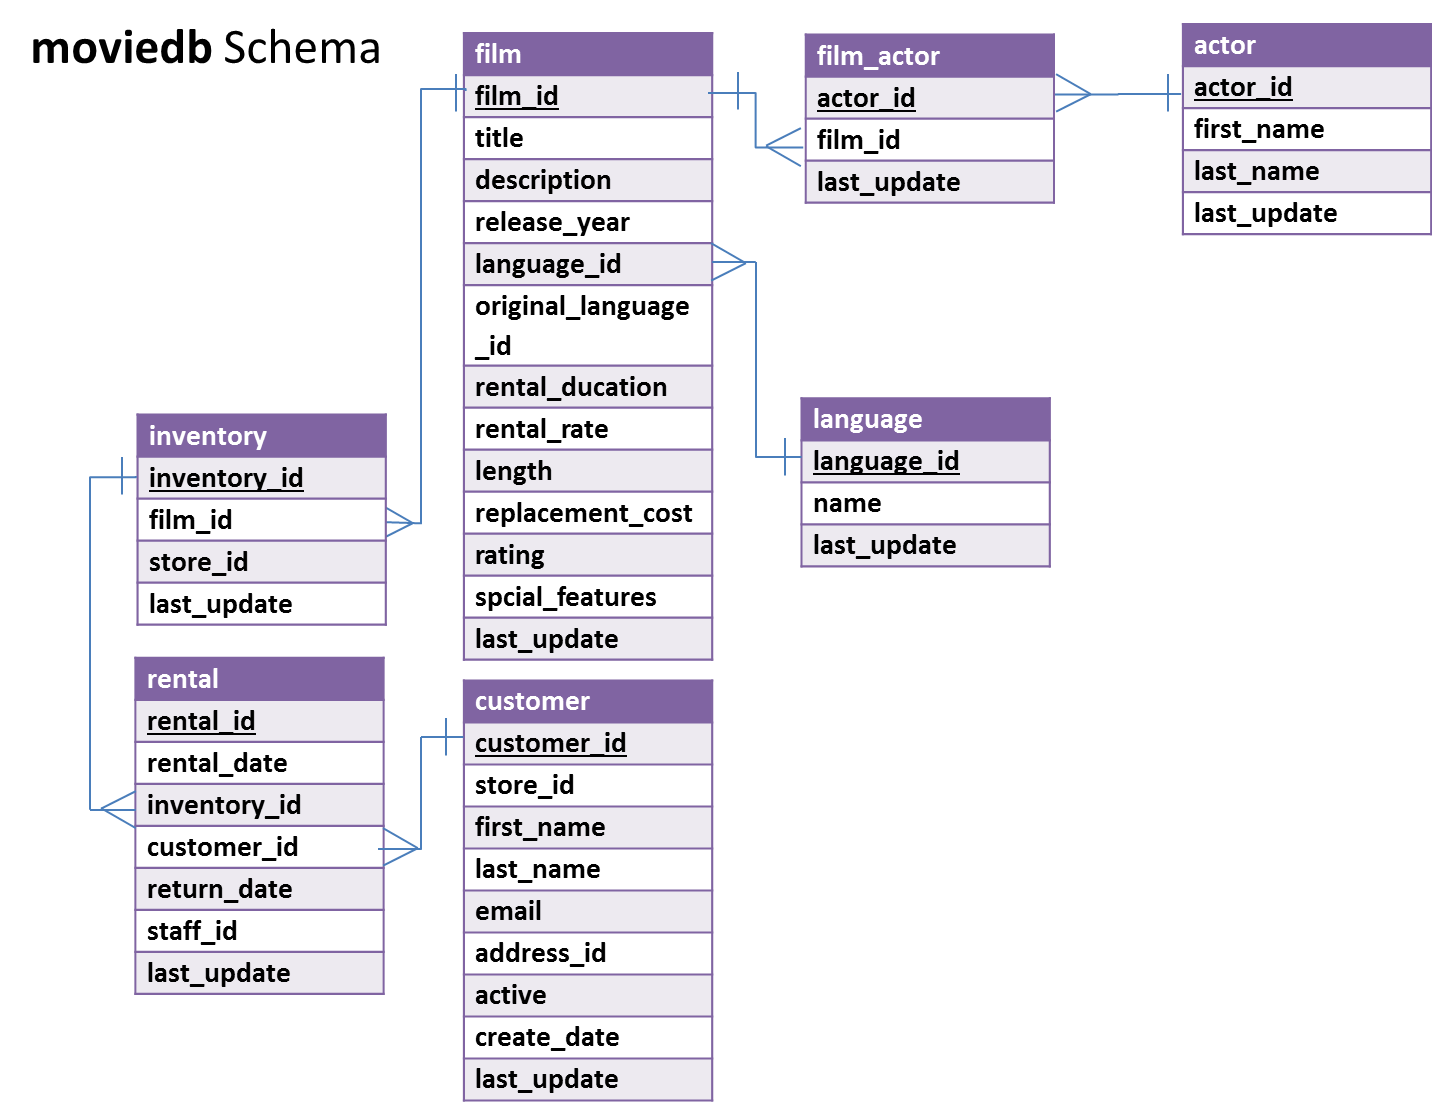 moviedb Schema
film
film_id
title
description
release_year
language_id
original_language
_id
rental_ducation
rental_rate
length
replacement_cost
rating
spcial_features
last_update
film_actor
actor_id
film_id
last_update
actor
actor_id
first_name
last_name
last_update
language
language_id
name
last_update
inventory
inventory_id
film_id
store_id
last_update
rental
rental_id
rental_date
inventory_id
customer_id
return_date
staff_id
last_update
customer
customer_id
store_id
first_name
last_name
email
address_id
active
create_date
last_update